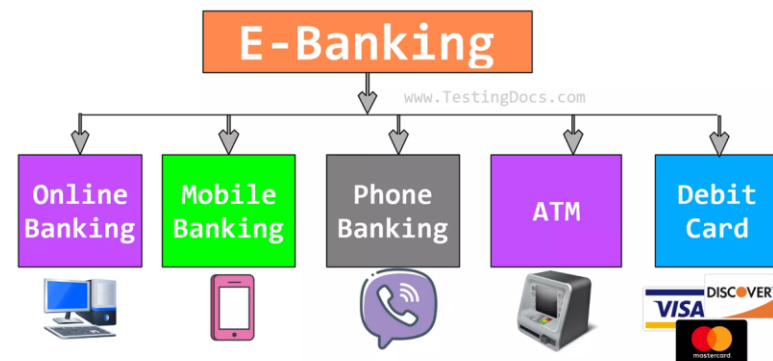 E-Banking
www.TestingDocs.com
Online
Banking
Mobile
Banking
Phone
Banking
ATM
Debit
Card
VISA
DISCOVER
mastercard